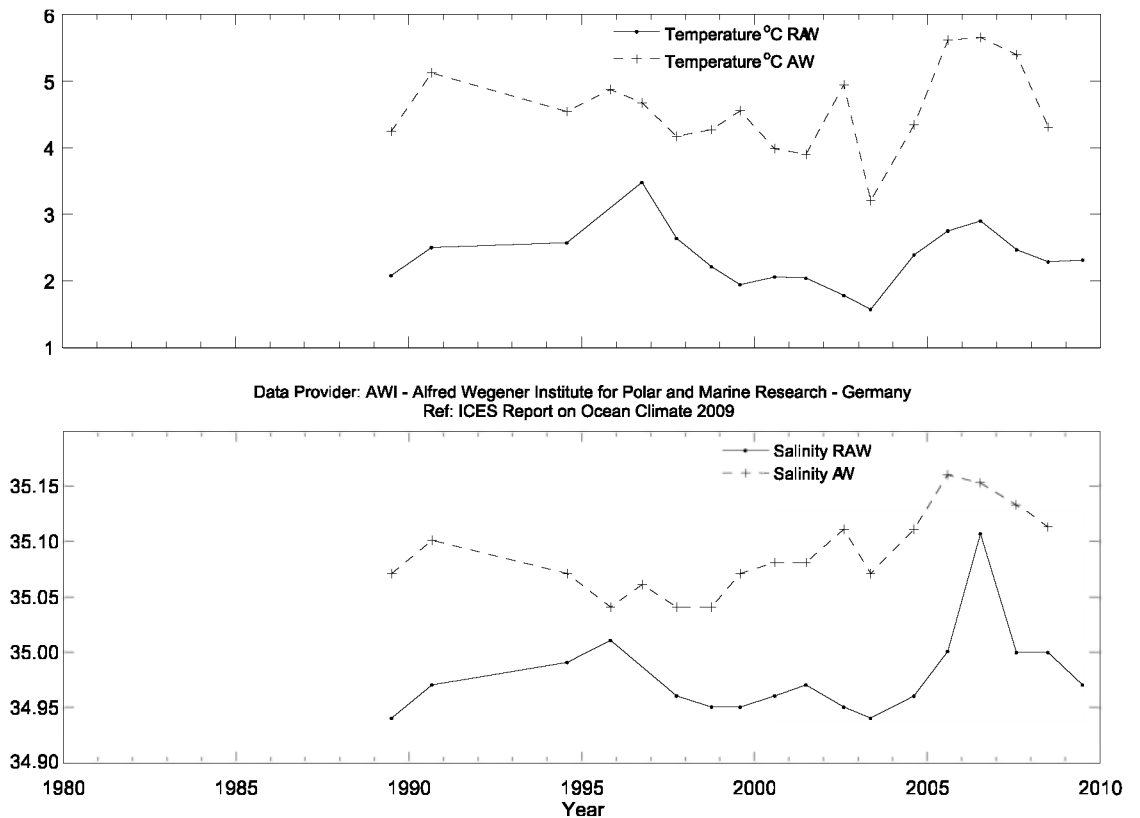 6
5
4
3
2
1
Temperature °C RAW
Temperature °C AW
Data Provider: AWI - Alfred Wegener Institute for Polar and Marine Research - Germany
Ref: ICES Report on Ocean Climate 2009
Salinity RAW
Salinity AW
35.15
35.10
35.05
35.00
34.95
34.90
1980 1985 1990 1995 2000 2005 2010
Year